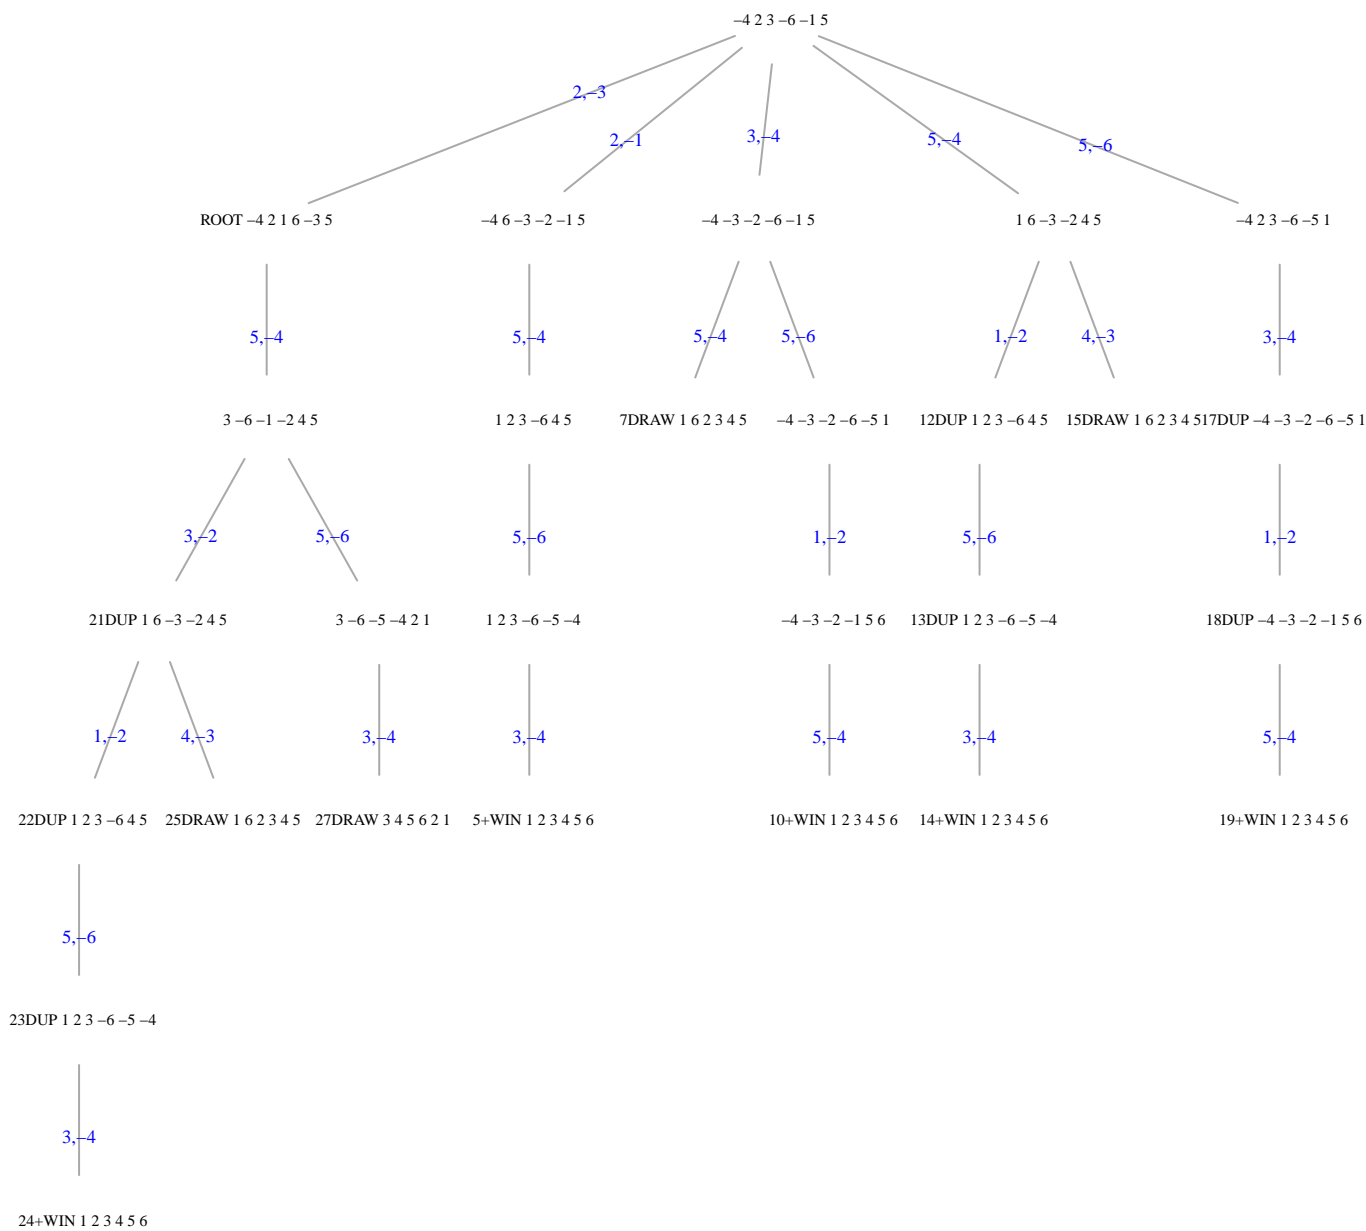 −4 2 3 −6 −1 5
2,−3
2,−1
3,−4
5,−4
5,−6
ROOT −4 2 1 6 −3 5
−4 6 −3 −2 −1 5
−4 −3 −2 −6 −1 5
1 6 −3 −2 4 5
−4 2 3 −6 −5 1
5,−4
5,−4
5,−4
5,−6
1,−2
4,−3
3,−4
3 −6 −1 −2 4 5
1 2 3 −6 4 5
7DRAW 1 6 2 3 4 5
−4 −3 −2 −6 −5 1
12DUP 1 2 3 −6 4 5
15DRAW 1 6 2 3 4 5
17DUP −4 −3 −2 −6 −5 1
3,−2
5,−6
5,−6
1,−2
5,−6
1,−2
21DUP 1 6 −3 −2 4 5
3 −6 −5 −4 2 1
1 2 3 −6 −5 −4
−4 −3 −2 −1 5 6
13DUP 1 2 3 −6 −5 −4
18DUP −4 −3 −2 −1 5 6
1,−2
4,−3
3,−4
3,−4
5,−4
3,−4
5,−4
22DUP 1 2 3 −6 4 5
25DRAW 1 6 2 3 4 5
27DRAW 3 4 5 6 2 1
5+WIN 1 2 3 4 5 6
10+WIN 1 2 3 4 5 6
14+WIN 1 2 3 4 5 6
19+WIN 1 2 3 4 5 6
5,−6
23DUP 1 2 3 −6 −5 −4
3,−4
24+WIN 1 2 3 4 5 6